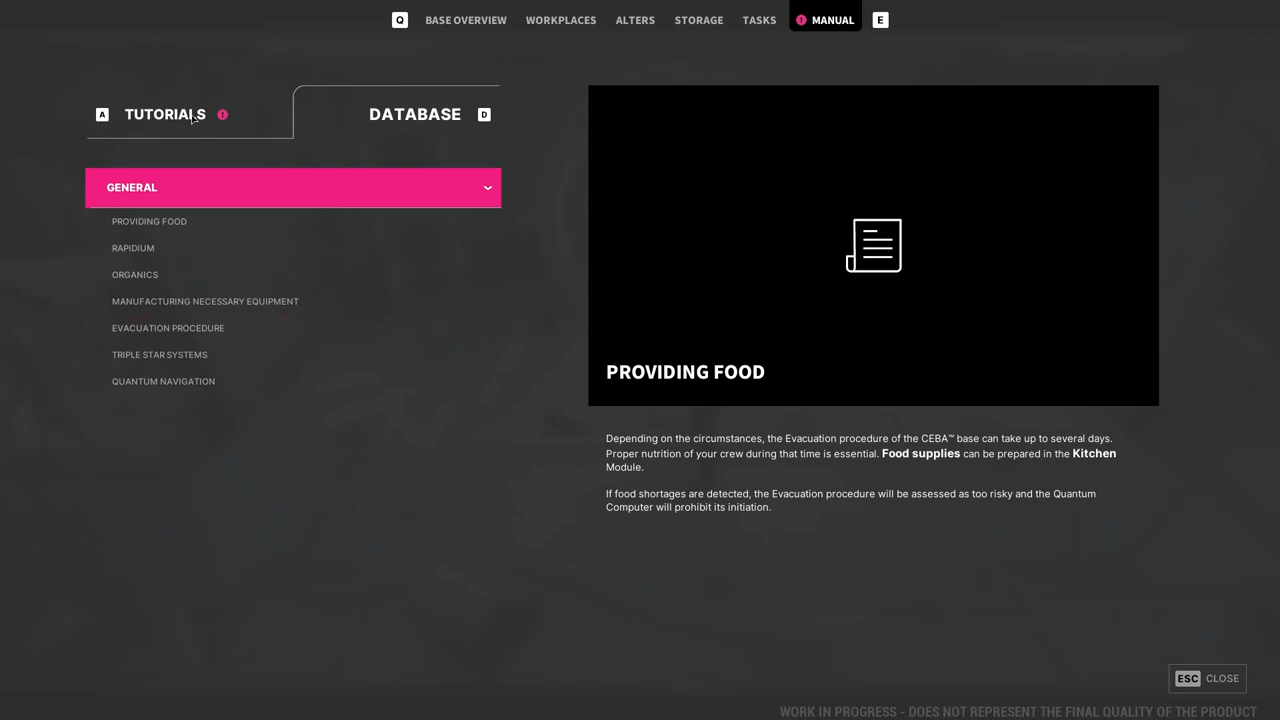 Q BASE OVERVIEW WORKPLACES ALTERS STORAGE TASKS ! MANUAL E
A TUTORIALS ! DATABASE D
GENERAL
PROVIDING FOOD
RAPIDIUM
ORGANICS
MANUFACTURING NECESSARY EQUIPMENT
EVACUATION PROCEDURE
TRIPLE STAR SYSTEMS
QUANTUM NAVIGATION
PROVIDING FOOD
Depending on the circumstances, the Evacuation procedure of the CEBA™ base can take up to several days.
Proper nutrition of your crew during that time is essential. Food supplies can be prepared in the Kitchen
Module.
If food shortages are detected, the Evacuation procedure will be assessed as too risky and the Quantum
Computer will prohibit its initiation.
ESC CLOSE
WORK IN PROGRESS - DOES NOT REPRESENT THE FINAL QUALITY OF THE PRODUCT